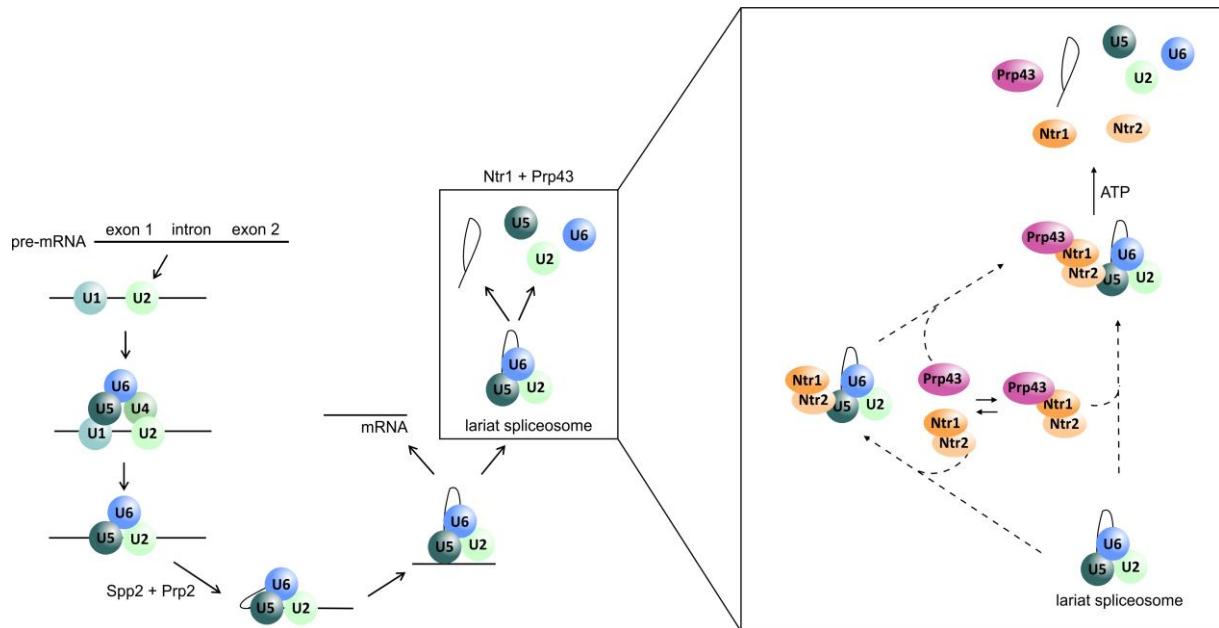 pre-mRNA
exon 1 intron exon 2
U1 U2
U6
U5 U4
U1 U2
U6
U5 U2
Spp2 + Prp2
U6
U5 U2
U6
U5 U2
mRNA
Ntr1 + Prp43
U5
U6
U2
U6
U5 U2
lariat spliceosome
U5
U6
Prp43
U2
Ntr1 Ntr2
ATP
Prp43
Ntr1 U6
Ntr2 U5 U2
Ntr1 U6
Ntr2 U5 U2
Prp43
Ntr1
Ntr2
Prp43
Ntr1
Ntr2
U6
U5 U2
lariat spliceosome